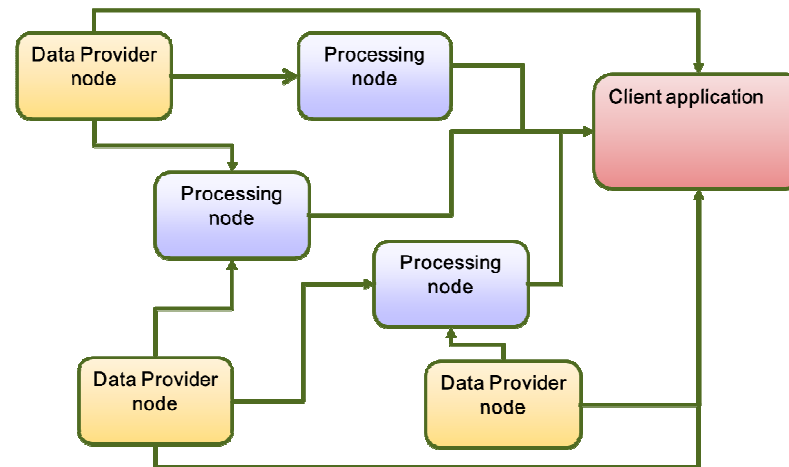 Data Provider
node
Processing
node
Client application
Processing
node
Processing
node
Data Provider
node
Data Provider
node